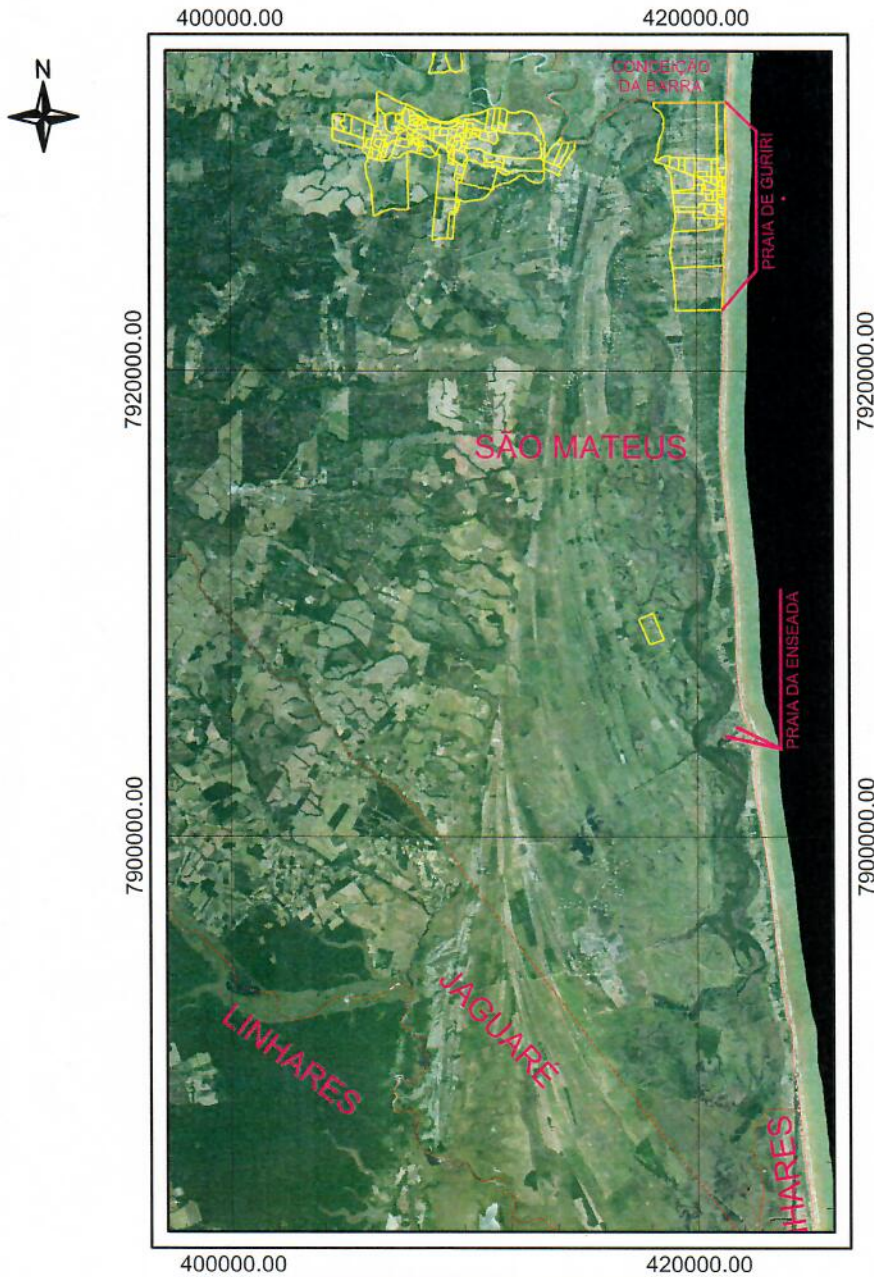 400000.00 420000.00
N
CONCEIÇÃO
DA BARRA
PRAIA DE GURIRI
7920000.00 7920000.00
SÃO MATEUS
PRAIA DA ENSEADA
7900000.00 7900000.00
JAGUARÉ
LINHARES
HARES
400000.00 420000.00